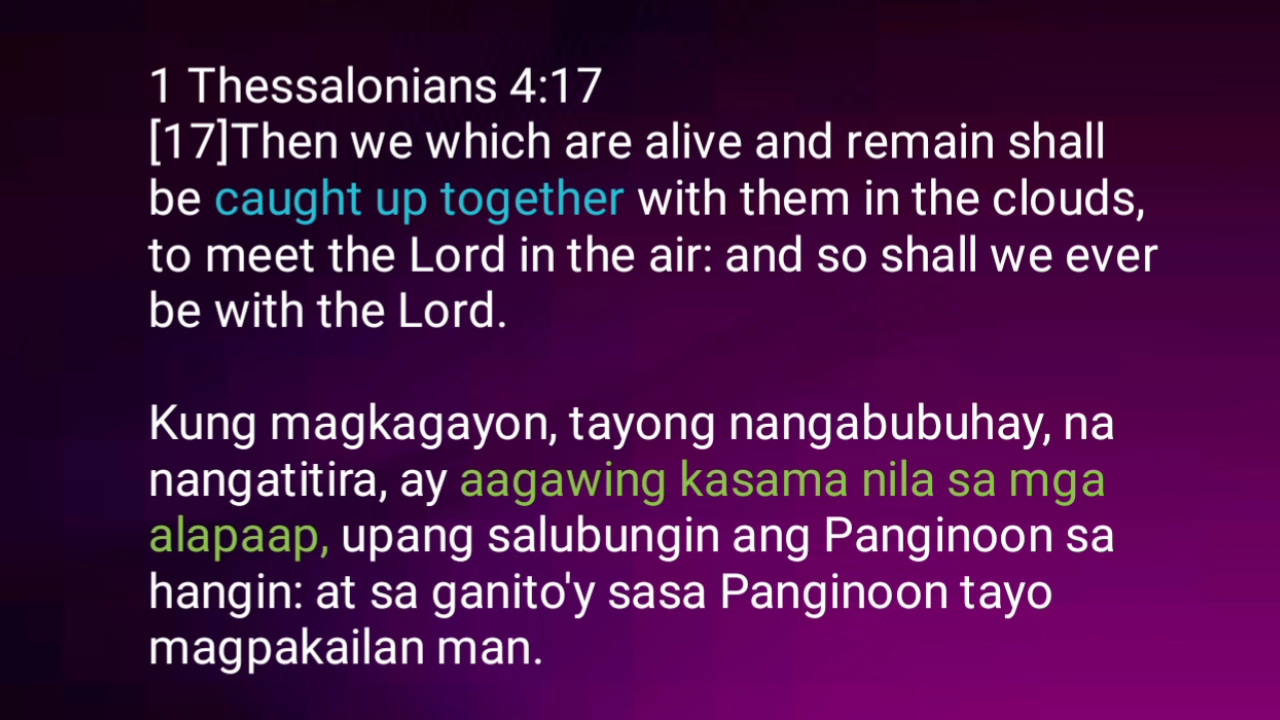 1 Thessalonians 4:17
[17]Then we which are alive and remain shall
be caught up together with them in the clouds,
to meet the Lord in the air: and so shall we ever
be with the Lord.
Kung magkagayon, tayong nangabubuhay, na
nangatitira, ay aagawing kasama nila sa mga
alapaap, upang salubungin ang Panginoon sa
hangin: at sa ganito'y sasa Panginoon tayo
magpakailan man.